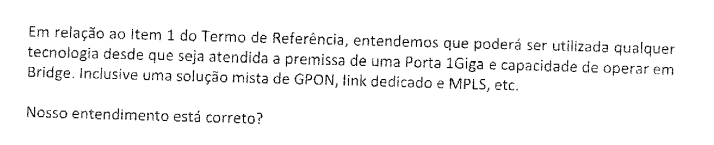 Em relação ao Item 1 do Termo de Referência, entendemos que poderá ser utilizada qualquer
tecnologia desde que seja atendida a premissa de uma Porta 1Giga e capacidade de operar em
Bridge. Inclusive uma solução mista de GPON, link dedicado e MPLS, etc.
Nosso entendimento está correto?